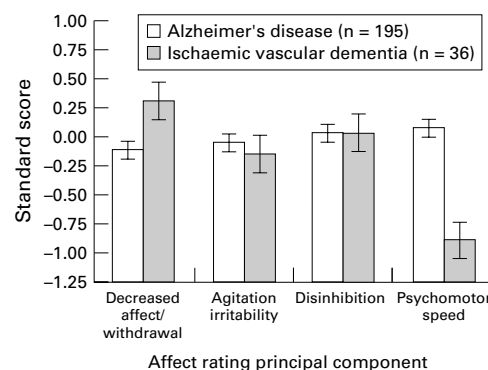 1.00
0.75
0.50
0.25
0.00
–0.25
–0.50
–0.75
–1.00
–1.25
Standard score
Alzheimer's disease (n = 195)
Ischaemic vascular dementia (n = 36)
Decreased
affect/
withdrawal
Agitation
irritability
Disinhibition
Psychomotor
speed
Affect rating principal component